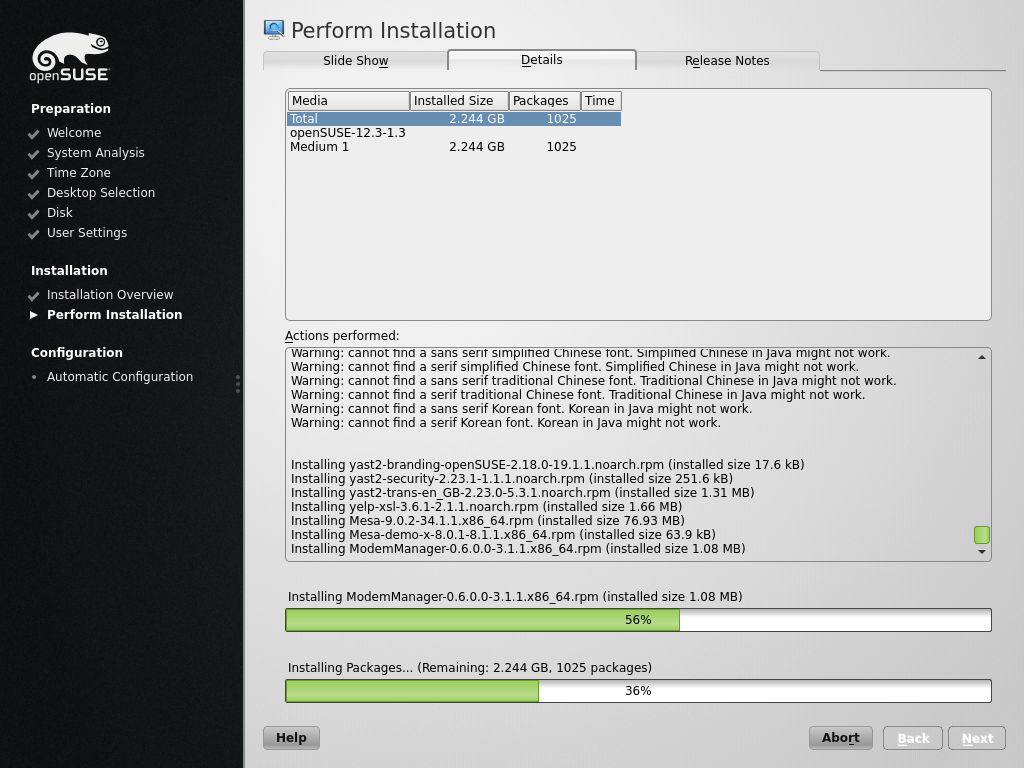 openSUSE
Preparation
Welcome
System Analysis
Time Zone
Desktop Selection
Disk
User Settings
Installation
Installation Overview
Perform Installation
Configuration
Automatic Configuration
Perform Installation
Slide Show Details Release Notes
Media Installed Size Packages Time
Total 2.244 GB 1025
openSUSE-12.3-1.3
Medium 1 2.244 GB 1025
Actions performed:
Warning: cannot find a sans serif simplified Chinese font. Simplified Chinese in Java might not work.
Warning: cannot find a serif simplified Chinese font. Simplified Chinese in Java might not work.
Warning: cannot find a sans serif traditional Chinese font. Traditional Chinese in Java might not work.
Warning: cannot find a serif traditional Chinese font. Traditional Chinese in Java might not work.
Warning: cannot find a sans serif Korean font. Korean in Java might not work.
Warning: cannot find a serif Korean font. Korean in Java might not work.
Installing yast2-branding-openSUSE-2.18.0-19.1.1.noarch.rpm (installed size 17.6 kB)
Installing yast2-security-2.23.1-1.1.1.noarch.rpm (installed size 251.6 kB)
Installing yast2-trans-en_GB-2.23.0-5.3.1.noarch.rpm (installed size 1.31 MB)
Installing yelp-xsl-3.6.1-2.1.1.noarch.rpm (installed size 1.66 MB)
Installing Mesa-9.0.2-34.1.1.x86_64.rpm (installed size 76.93 MB)
Installing Mesa-demo-x-8.0.1-8.1.1.x86_64.rpm (installed size 63.9 kB)
Installing ModemManager-0.6.0.0-3.1.1.x86_64.rpm (installed size 1.08 MB)
Installing ModemManager-0.6.0.0-3.1.1.x86_64.rpm (installed size 1.08 MB)
56%
Installing Packages... (Remaining: 2.244 GB, 1025 packages)
36%
Help Abort Back Next